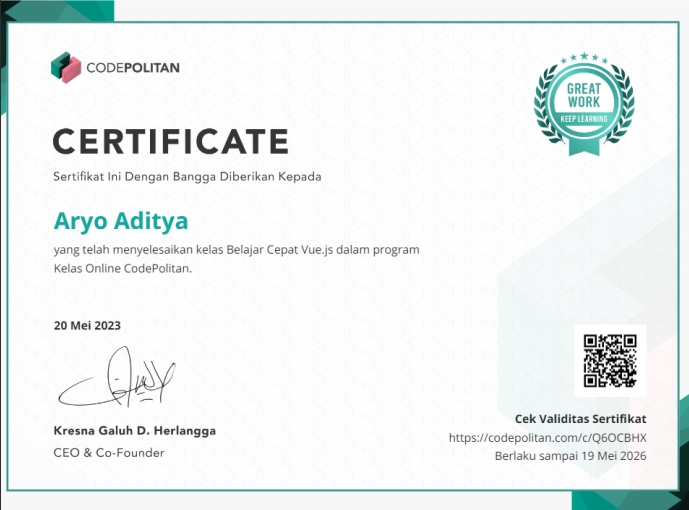 CODEPOLITAN
GREAT
WORK
KEEP LEARNING
CERTIFICATE
Sertifikat Ini Dengan Bangga Diberikan Kepada
Aryo Aditya
yang telah menyelesaikan kelas Belajar Cepat Vue.js dalam program
Kelas Online CodePolitan.
20 Mei 2023
Kresna Galuh D. Herlangga
CEO & Co-Founder
Cek Validitas Sertifikat
https://codepolitan.com/c/Q6OCBHX
Berlaku sampai 19 Mei 2026